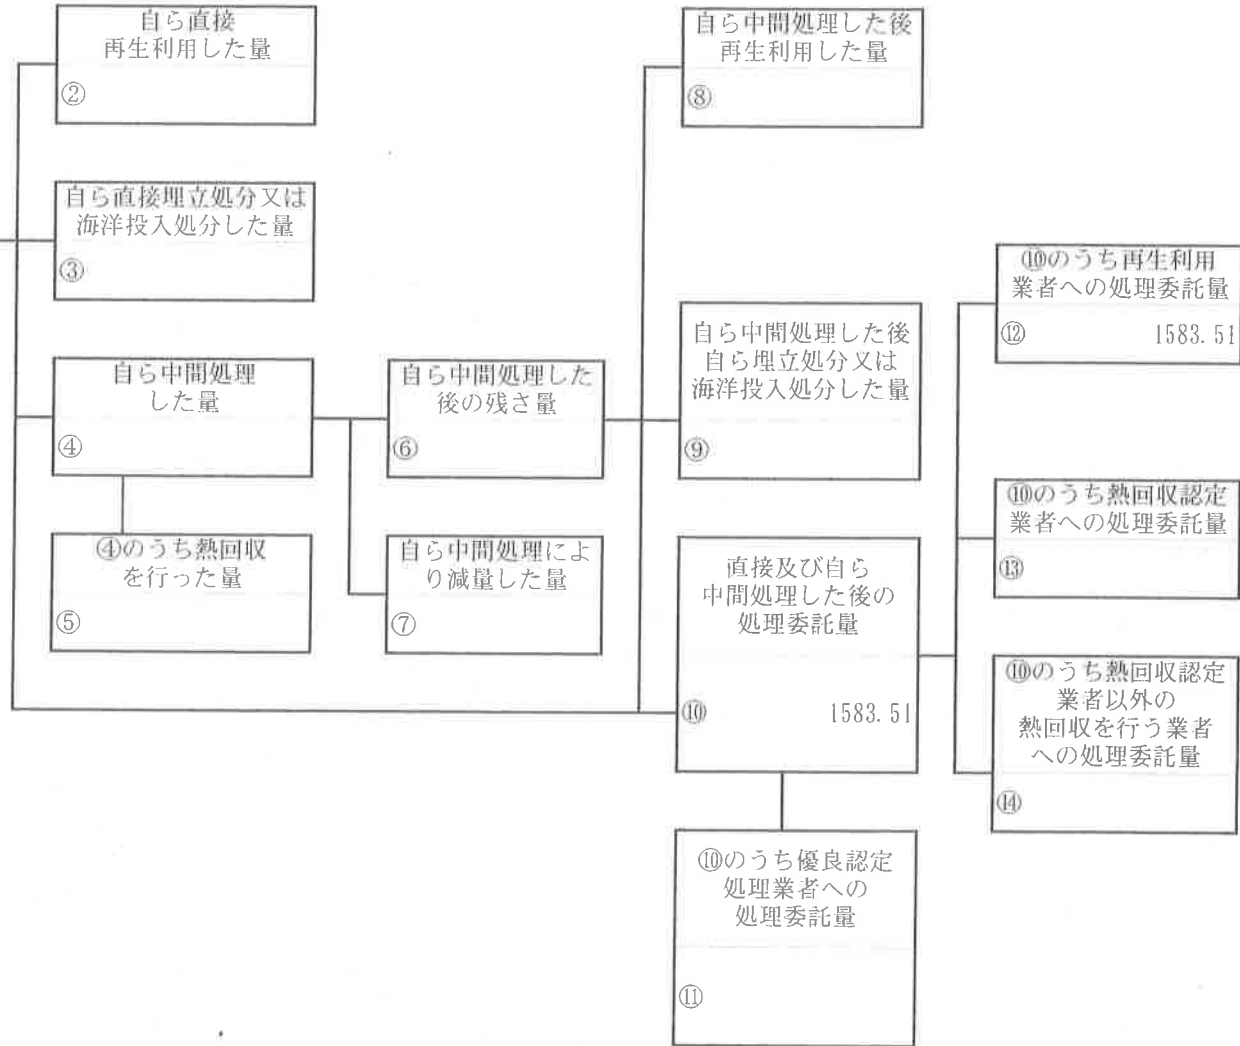 自ら直接
再生利用した量
②
自ら直接埋立処分又は
海洋投入処分した量
③
自ら中間処理
した量
④
④のうち熱回収
を行った量
⑤
自ら中間処理した
後の残さ量
⑥
自ら中間処理によ
り減量した量
⑦
自ら中間処理した後
再生利用した量
⑧
自ら中間処理した後
自ら埋立処分又は
海洋投入処分した量
⑨
直接及び自ら
中間処理した後の
処理委託量
⑩ 1583.51
⑩のうち優良認定
処理業者への
処理委託量
⑪
⑩のうち再生利用
業者への処理委託量
⑫ 1583.51
⑩のうち熱回収認定
業者への処理委託量
⑬
⑩のうち熱回収認定
業者以外の
熱回収を行う業者
への処理委託量
⑭